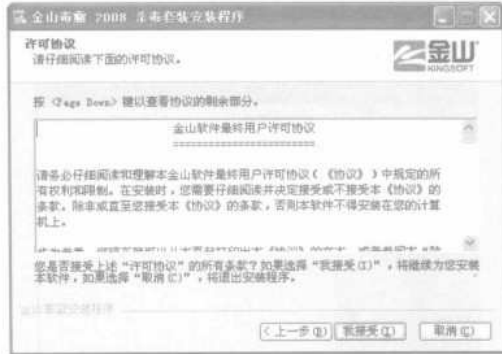 金山毒霸 2008 杀毒套装安装程序
许可协议
请仔细阅读下面的许可协议。
金山
KINGSOFT
按 <Page Down> 键以查看协议的剩余部分。
金山软件最终用户许可协议
======================
请务必仔细阅读和理解本金山软件最终用户许可协议（《协议》）中规定的所
有权利和限制。在安装时，您需要仔细阅读并决定接受或不接受本《协议》的
条款。除非或直至您接受本《协议》的条款，否则本软件不得安装在您的计算
机上。
您是否接受上述“许可协议”的所有条款？如果选择“我接受(I)”，将继续为您安装
本软件，如果选择“取消(C)”，将退出安装程序。
<上一步(B) 我接受(I) 取消(C)